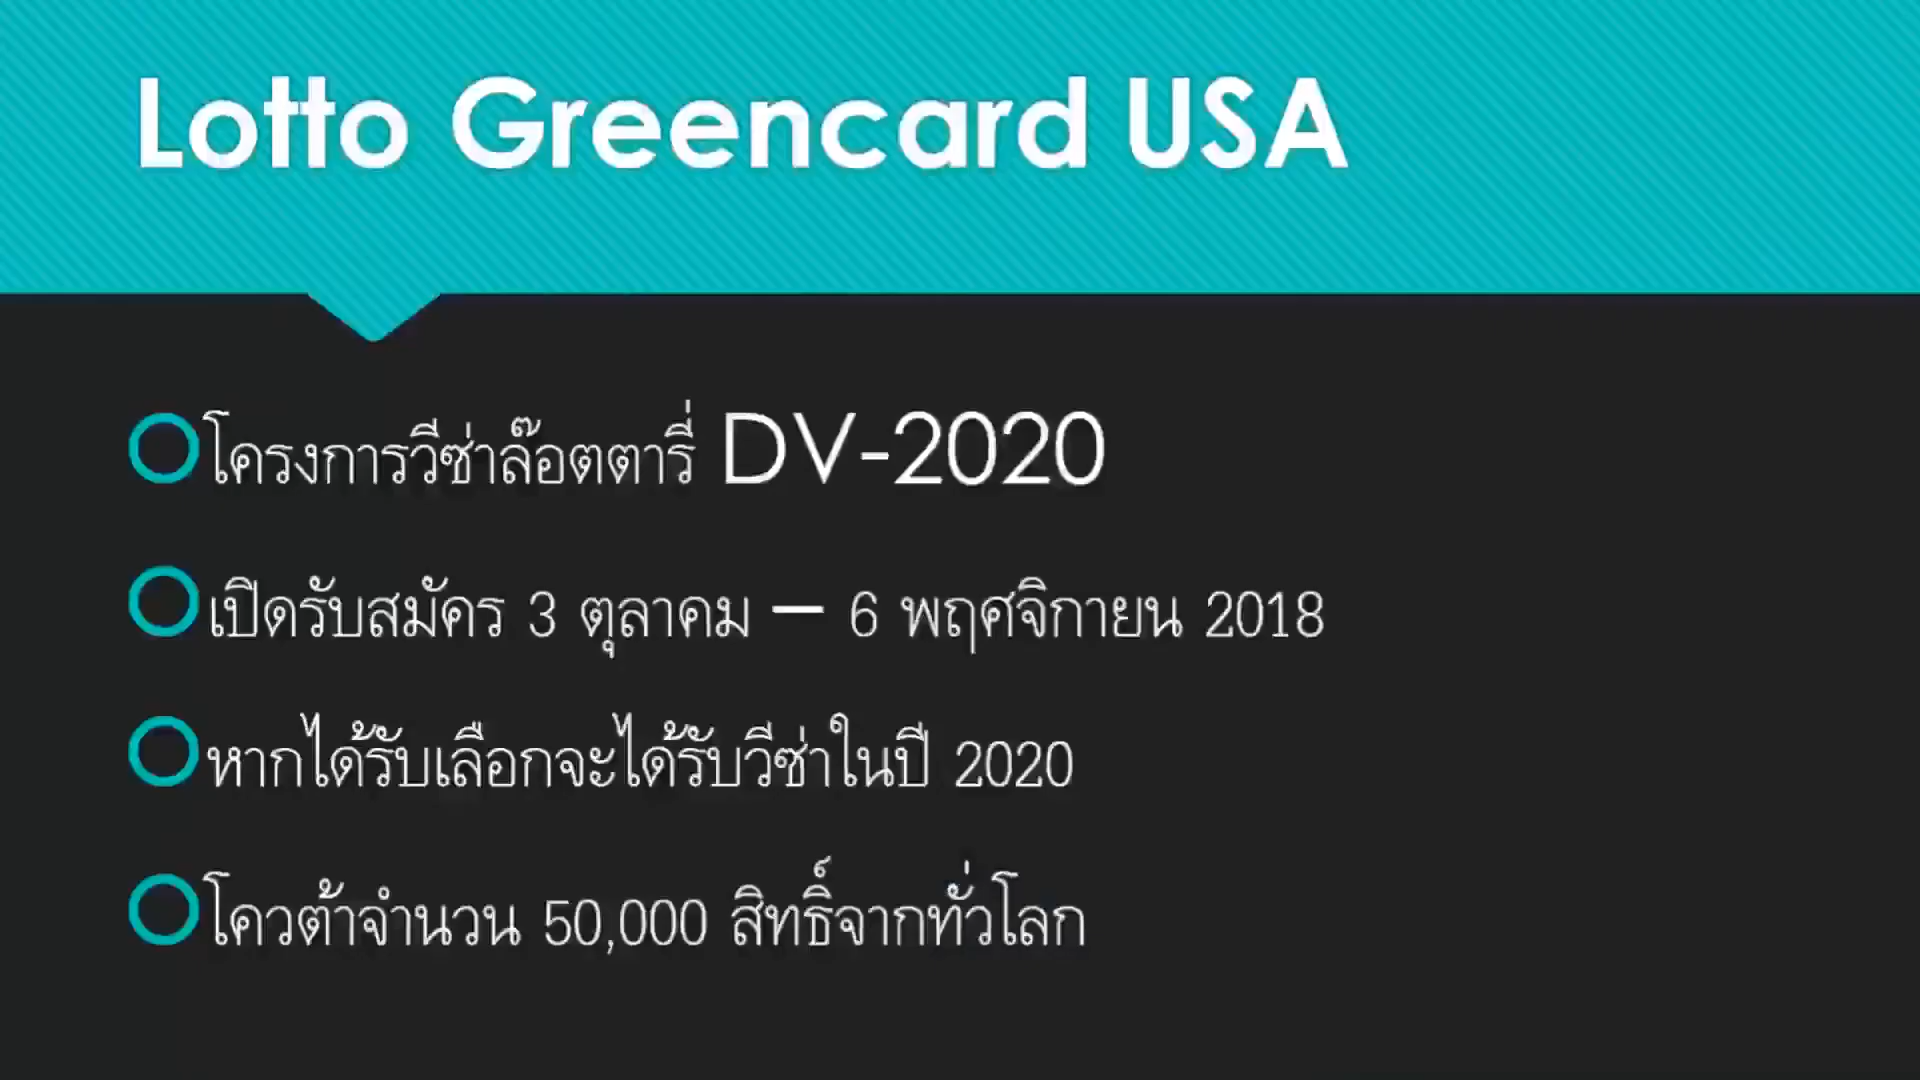 Lotto Greencard USA
โครงการวีซ่าล๊อตตารี่ DV-2020
เปิดรับสมัคร 3 ตุลาคม – 6 พฤศจิกายน 2018
หากได้รับเลือกจะได้รับวีซ่าในปี 2020
โควต้าจำนวน 50,000 สิทธิ์จากทั่วโลก